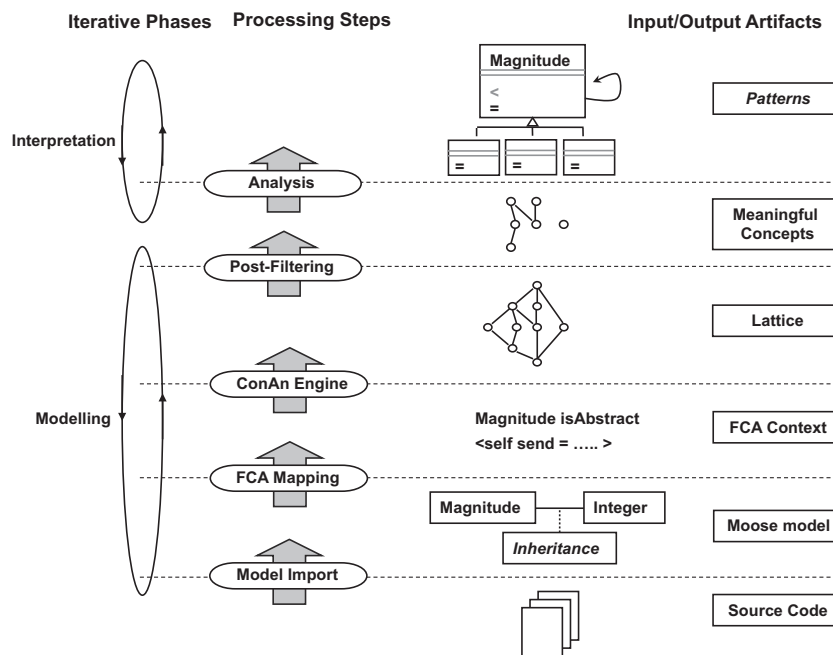 Iterative Phases Processing Steps Input/Output Artifacts
Magnitude
<
=
= = =
Patterns
Interpretation
Analysis
Meaningful
Concepts
Post-Filtering
Lattice
ConAn Engine
Modelling
Magnitude isAbstract
<self send = ..... >
FCA Context
FCA Mapping
Magnitude Integer
Inheritance
Moose model
Model Import
Source Code